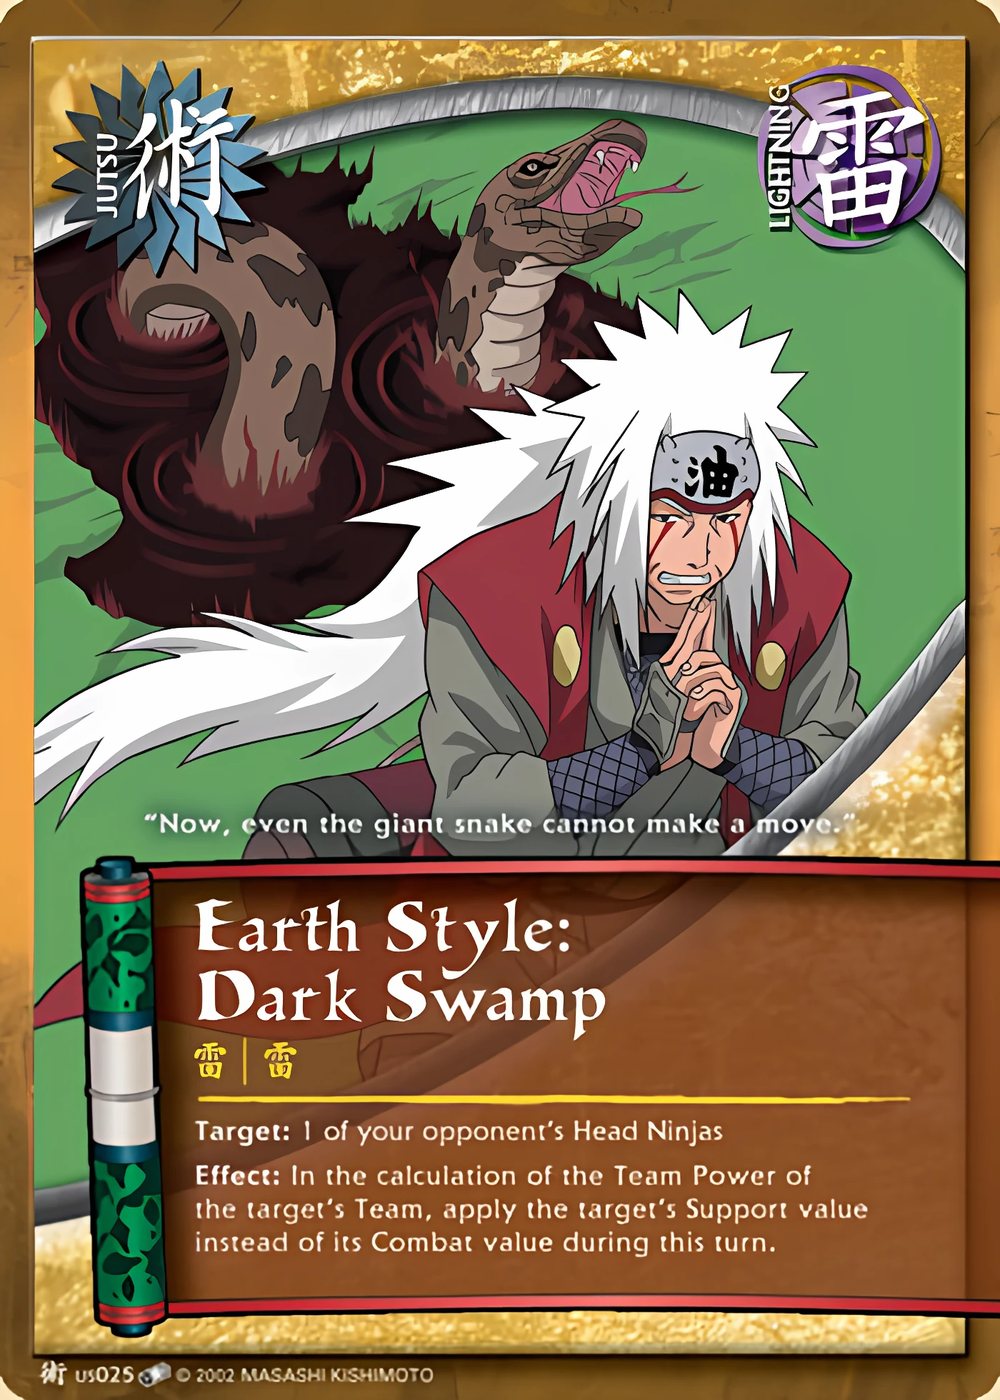 JUTSU
術
LIGHTNING
雷
油
“Now, even the giant snake cannot make a move.”
Earth Style:
Dark Swamp
雷 | 雷
Target: 1 of your opponent's Head Ninjas
Effect: In the calculation of the Team Power of
the target's Team, apply the target's Support value
instead of its Combat value during this turn.
術 US025 © 2002 MASASHI KISHIMOTO